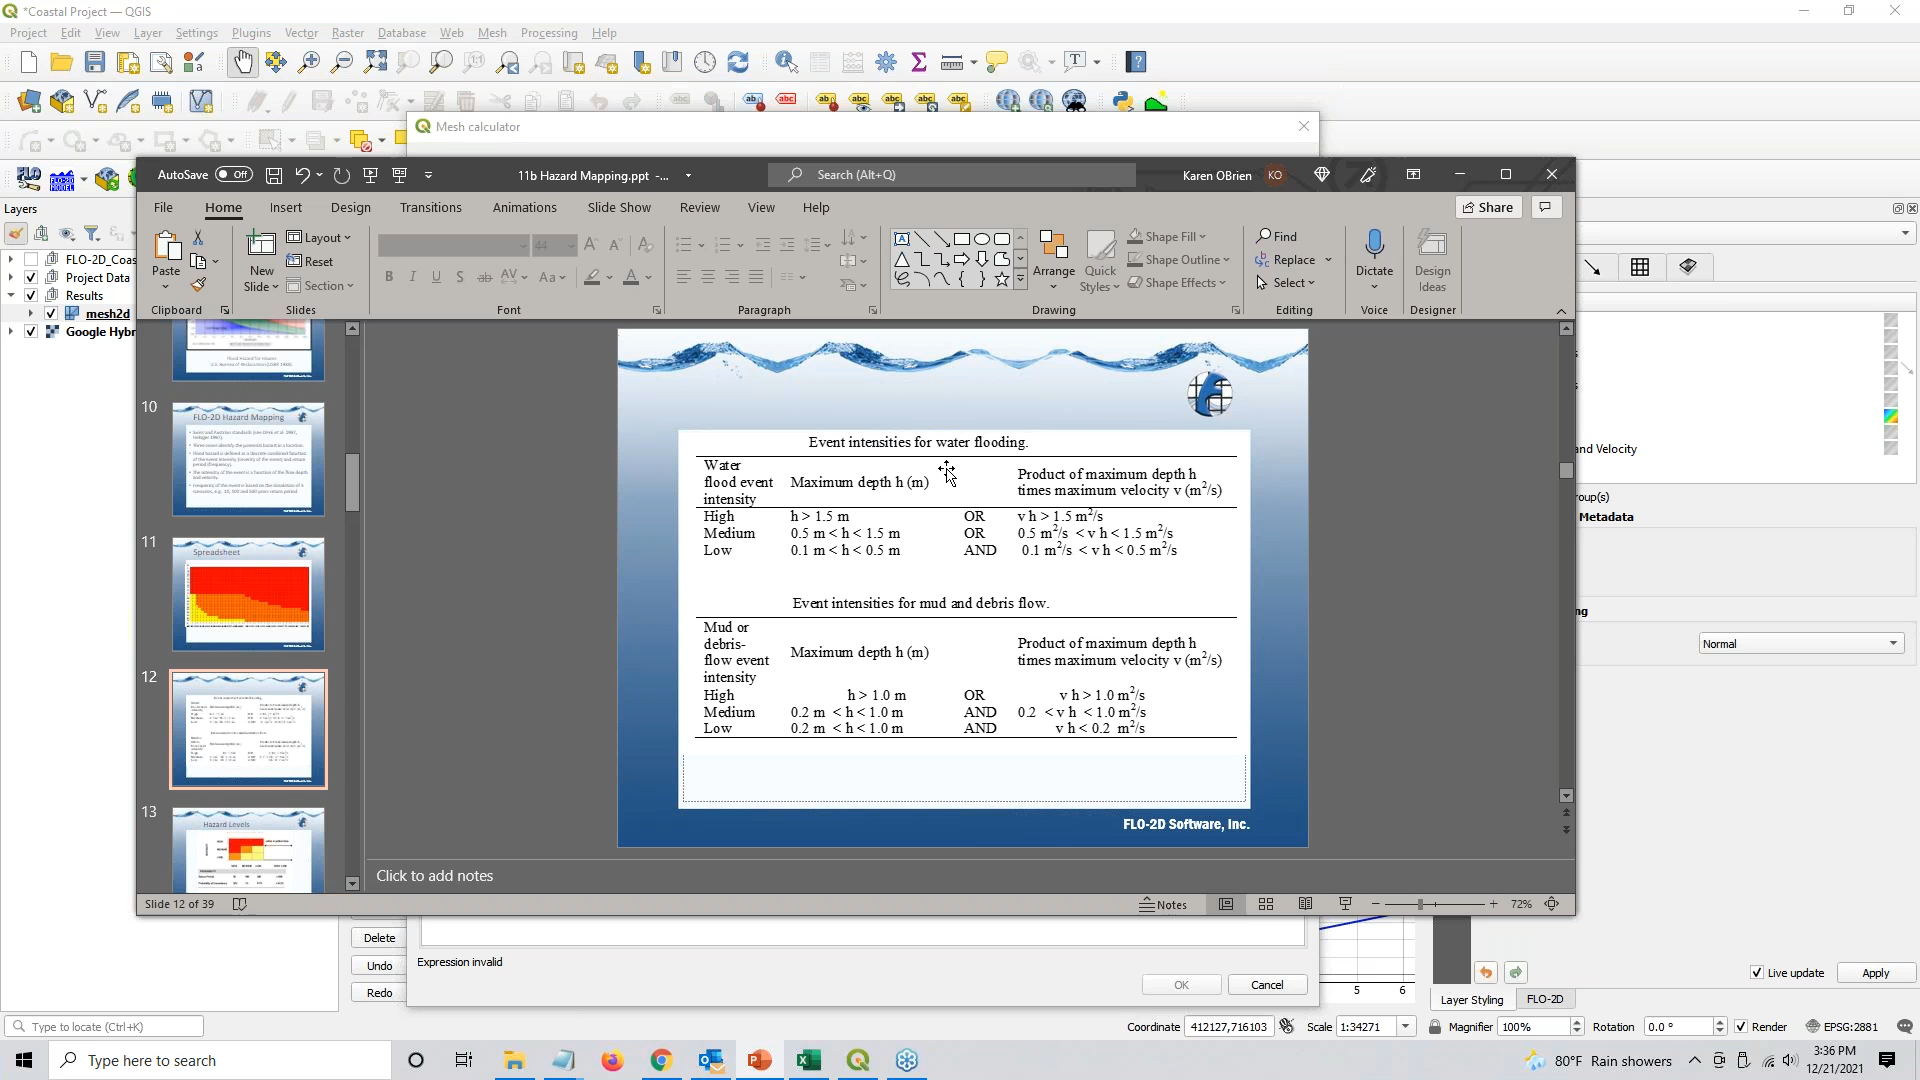 *Coastal Project — QGIS
Project Edit View Layer Settings Plugins Vector Raster Database Web Mesh Processing Help
Mesh calculator
AutoSave Off 11b Hazard Mapping.ppt -... Search (Alt+Q) Karen OBrien KO
File Home Insert Design Transitions Animations Slide Show Review View Help Share
Layers
FLO-2D_Coas
Project Data
Results
mesh2d
Google Hybr
Paste New Slide Layout Reset Section 44 Arrange Quick Styles Shape Fill Shape Outline Shape Effects Find Replace Select Dictate Design Ideas
Clipboard Slides Font Paragraph Drawing Editing Voice Designer
10
FLO-2D Hazard Mapping
11
Spreadsheet
12
13
Hazard Levels
Event intensities for water flooding.
Water flood event intensity Maximum depth h (m) Product of maximum depth h times maximum velocity v (m²/s)
High h > 1.5 m OR v h > 1.5 m²/s
Medium 0.5 m < h < 1.5 m OR 0.5 m²/s < v h < 1.5 m²/s
Low 0.1 m < h < 0.5 m AND 0.1 m²/s < v h < 0.5 m²/s
Event intensities for mud and debris flow.
Mud or debris-flow event intensity Maximum depth h (m) Product of maximum depth h times maximum velocity v (m²/s)
High h > 1.0 m OR v h > 1.0 m²/s
Medium 0.2 m < h < 1.0 m AND 0.2 < v h < 1.0 m²/s
Low 0.2 m < h < 1.0 m AND v h < 0.2 m²/s
FLO-2D Software, Inc.
Click to add notes
Slide 12 of 39 Notes 72%
and Velocity
roup(s)
Metadata
ng
Normal
Delete
Undo
Redo
Expression invalid
OK Cancel
5 6
Live update Apply
Layer Styling FLO-2D
Type to locate (Ctrl+K) Coordinate 412127,716103 Scale 1:34271 Magnifier 100% Rotation 0.0 ° Render EPSG:2881
Type here to search 80°F Rain showers 3:36 PM
12/21/2021